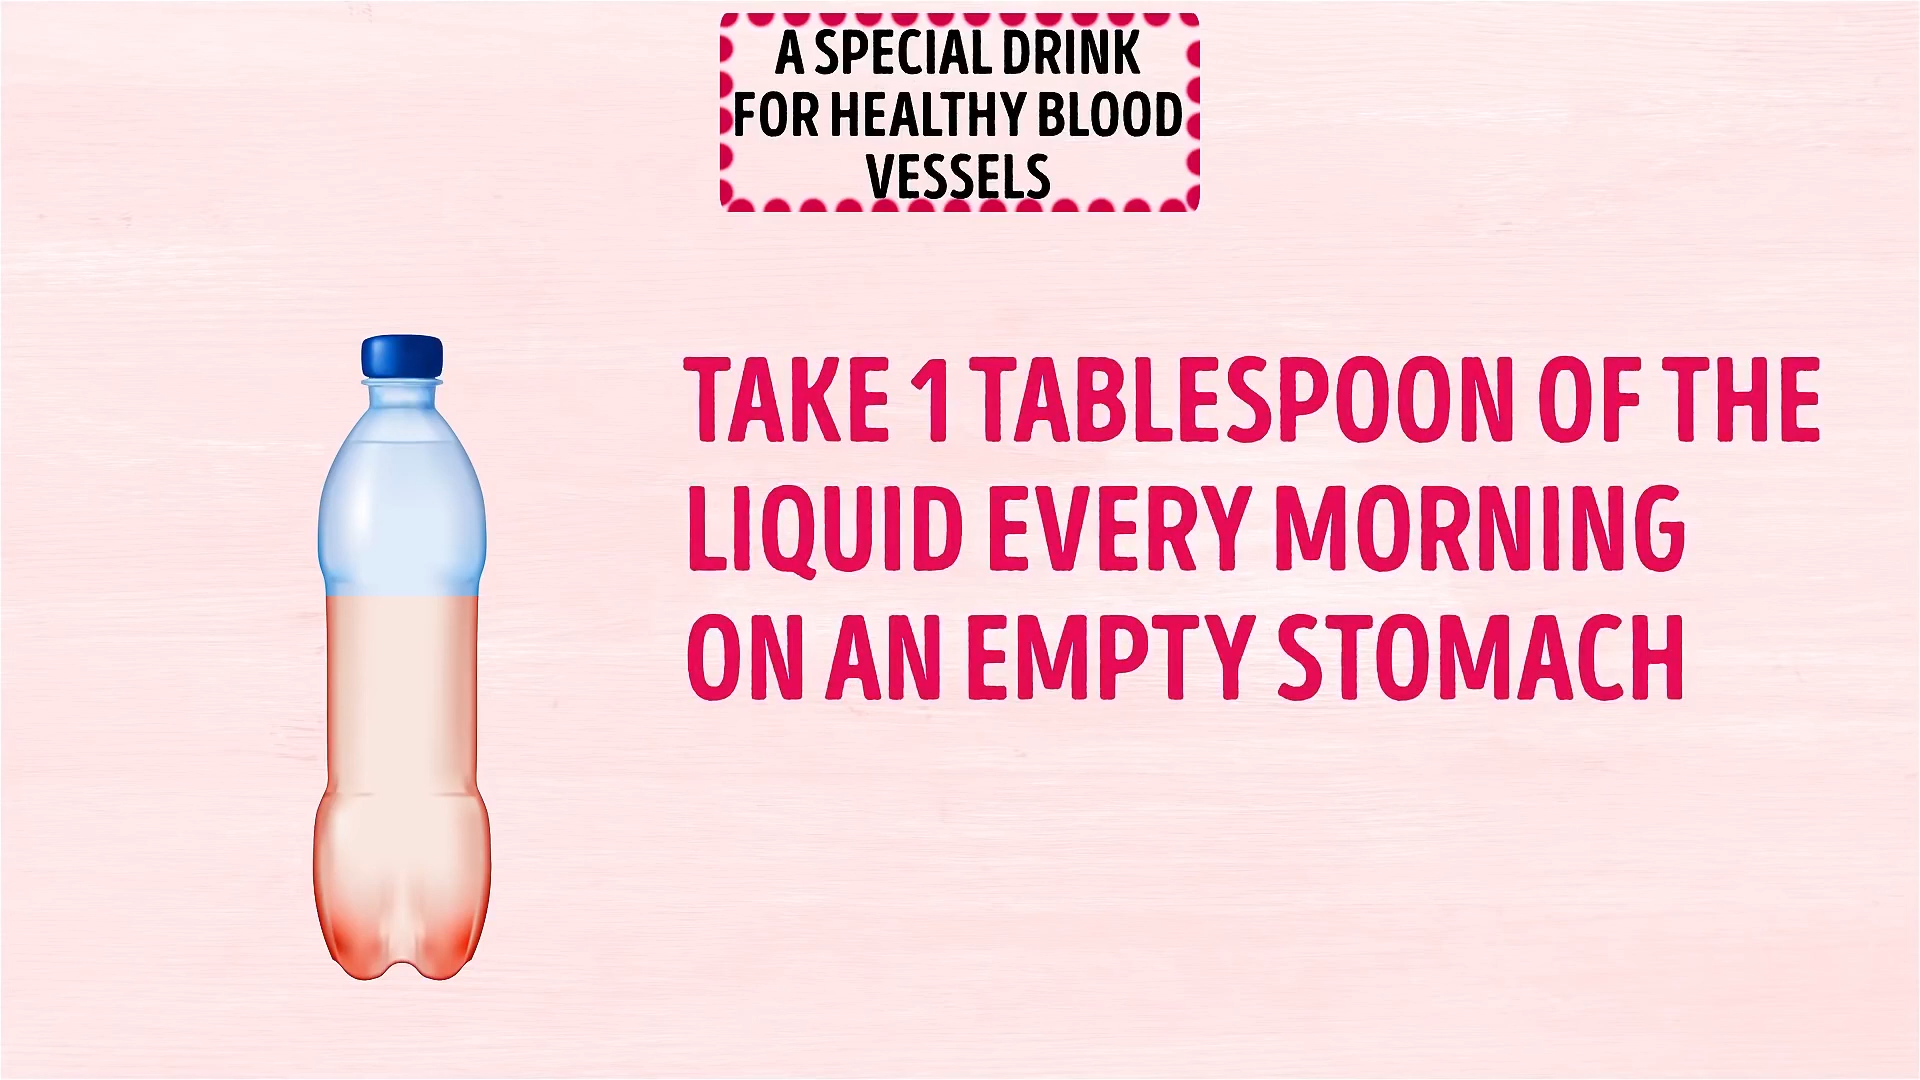 A SPECIAL DRINK
FOR HEALTHY BLOOD
VESSELS
TAKE 1 TABLESPOON OF THE
LIQUID EVERY MORNING
ON AN EMPTY STOMACH